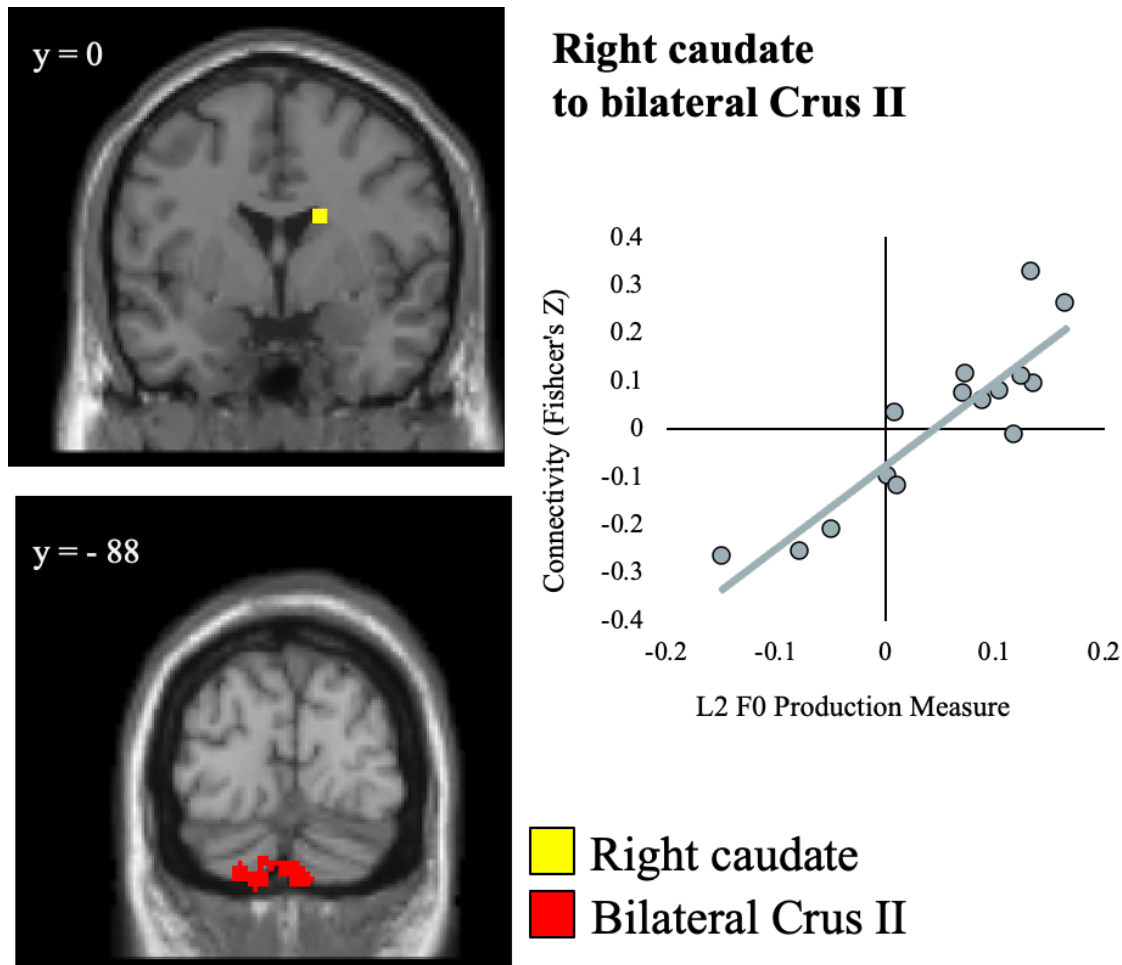 y = 0
Right caudate
to bilateral Crus II
Connectivity (Fishcer's Z)
0.4
0.3
0.2
0.1
0
-0.1
-0.2
-0.3
-0.4
-0.2 -0.1 0 0.1 0.2
L2 F0 Production Measure
y = - 88
Right caudate
Bilateral Crus II